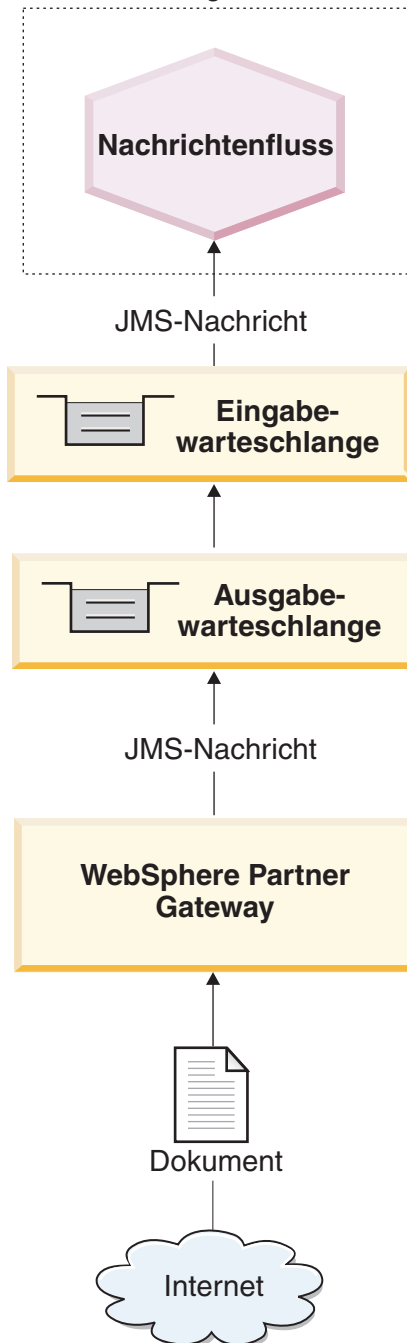 Nachrichtenfluss
JMS-Nachricht
Eingabe-
warteschlange
Ausgabe-
warteschlange
JMS-Nachricht
WebSphere Partner
Gateway
Dokument
Internet